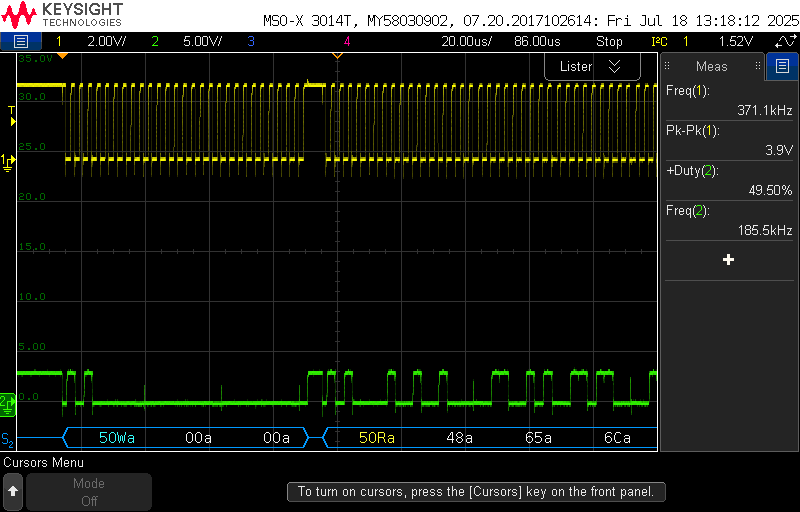 KEYSIGHT
TECHNOLOGIES
MSO-X 3014T, MY58030902, 07.20.2017102614: Fri Jul 18 13:18:12 2025
1 2.00V/ 2 5.00V/ 3 4 20.00us/ 86.00us Stop I²C 1 1.52V
35.0V
Lister
Meas
30.0
T
Freq(1):
371.1kHz
25.0
1
Pk-Pk(1):
3.9V
20.0
+Duty(2):
49.50%
15.0
Freq(2):
185.5kHz
10.0
5.00
0.0
2
S2 50Wa 00a 00a 50Ra 48a 65a 6Ca
Cursors Menu
Mode
Off
To turn on cursors, press the [Cursors] key on the front panel.